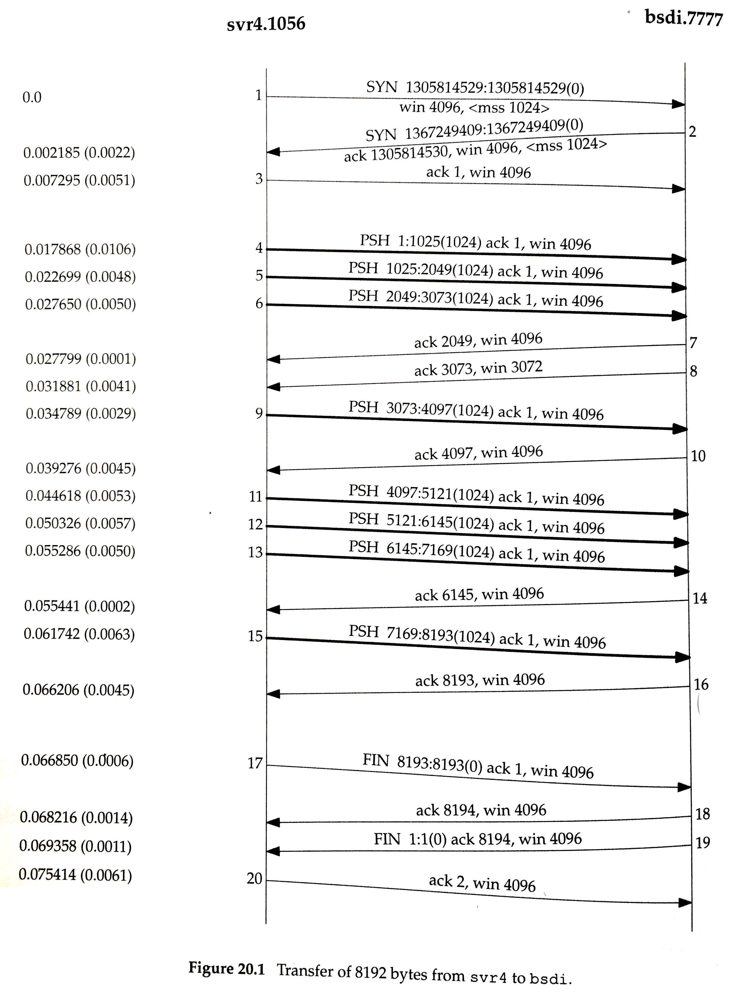 svr4.1056 bsdi.7777
SYN 1305814529:1305814529(0)
0.0 1
win 4096, <mss 1024>
SYN 1367249409:1367249409(0)
2
0.002185 (0.0022)
ack 1305814530, win 4096, <mss 1024>
ack 1, win 4096
0.007295 (0.0051) 3
PSH 1:1025(1024) ack 1, win 4096
0.017868 (0.0106) 4
PSH 1025:2049(1024) ack 1, win 4096
0.022699 (0.0048) 5
PSH 2049:3073(1024) ack 1, win 4096
0.027650 (0.0050) 6
ack 2049, win 4096 7
0.027799 (0.0001)
ack 3073, win 3072 8
0.031881 (0.0041)
PSH 3073:4097(1024) ack 1, win 4096
0.034789 (0.0029) 9
ack 4097, win 4096 10
0.039276 (0.0045)
PSH 4097:5121(1024) ack 1, win 4096
0.044618 (0.0053) 11
PSH 5121:6145(1024) ack 1, win 4096
0.050326 (0.0057) 12
PSH 6145:7169(1024) ack 1, win 4096
0.055286 (0.0050) 13
ack 6145, win 4096 14
0.055441 (0.0002)
PSH 7169:8193(1024) ack 1, win 4096
0.061742 (0.0063) 15
ack 8193, win 4096 16
0.066206 (0.0045)
FIN 8193:8193(0) ack 1, win 4096
0.066850 (0.0006) 17
ack 8194, win 4096 18
0.068216 (0.0014)
FIN 1:1(0) ack 8194, win 4096 19
0.069358 (0.0011)
0.075414 (0.0061) 20 ack 2, win 4096
Figure 20.1 Transfer of 8192 bytes from svr4 to bsdi.